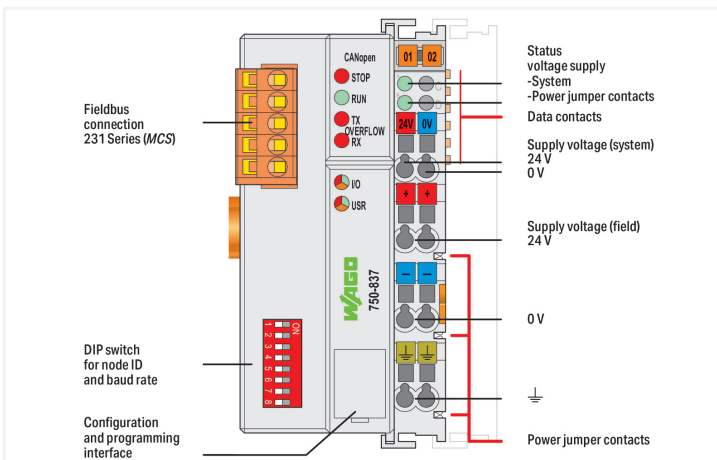 Fieldbus
connection
231 Series (MCS)
DIP switch
for node ID
and baud rate
Configuration
and programming
interface
CANopen
STOP
RUN
TX
OVERFLOW
RX
I/O
USR
WAGO
750-837
ON
1 2 3 4 5 6 7 8
01 02
C
D
24V 0V
+ +
− −
Status
voltage supply
-System
-Power jumper contacts
Data contacts
Supply voltage (system)
24 V
0 V
Supply voltage (field)
24 V
0 V
Power jumper contacts